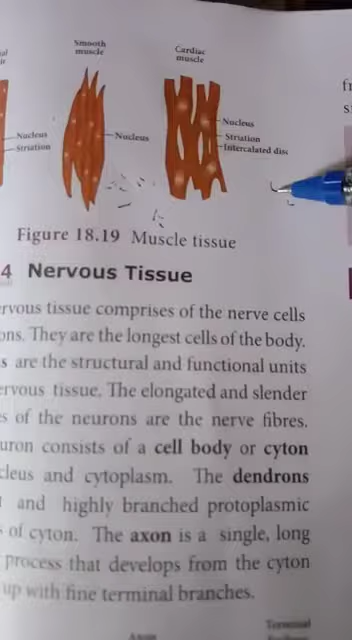 Smooth
muscle
Cardiac
muscle
Nucleus
Striation
Nucleus
Nucleus
Striation
Intercalated disc
Figure 18.19 Muscle tissue
4 Nervous Tissue
ervous tissue comprises of the nerve cells
ons. They are the longest cells of the body.
s are the structural and functional units
ervous tissue. The elongated and slender
es of the neurons are the nerve fibres.
uron consists of a cell body or cyton
cleus and cytoplasm. The dendrons
t and highly branched protoplasmic
s of cyton. The axon is a single, long
process that develops from the cyton
up with fine terminal branches.
Axon
Terminal